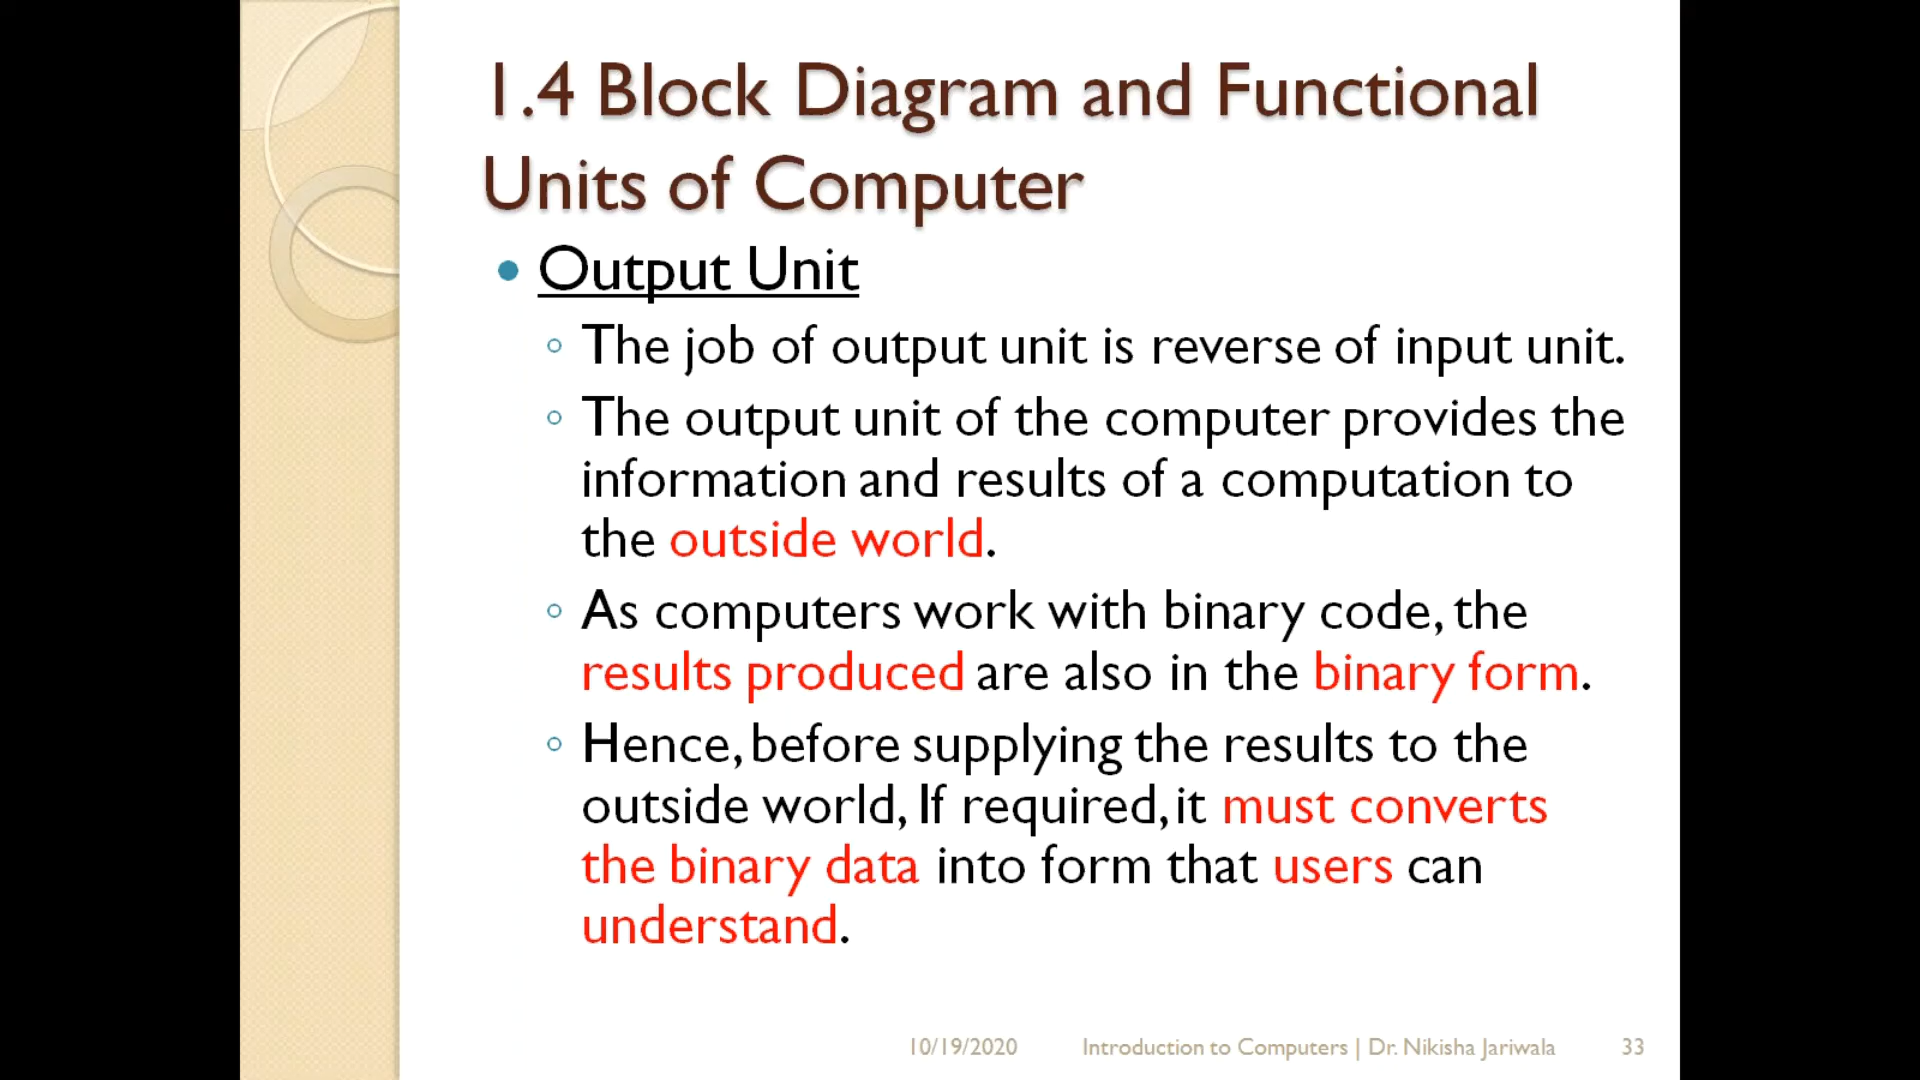 1.4 Block Diagram and Functional
Units of Computer
• Output Unit
◦ The job of output unit is reverse of input unit.
◦ The output unit of the computer provides the
information and results of a computation to
the outside world.
◦ As computers work with binary code, the
results produced are also in the binary form.
◦ Hence, before supplying the results to the
outside world, If required, it must converts
the binary data into form that users can
understand.
10/19/2020 Introduction to Computers | Dr. Nikisha Jariwala 33